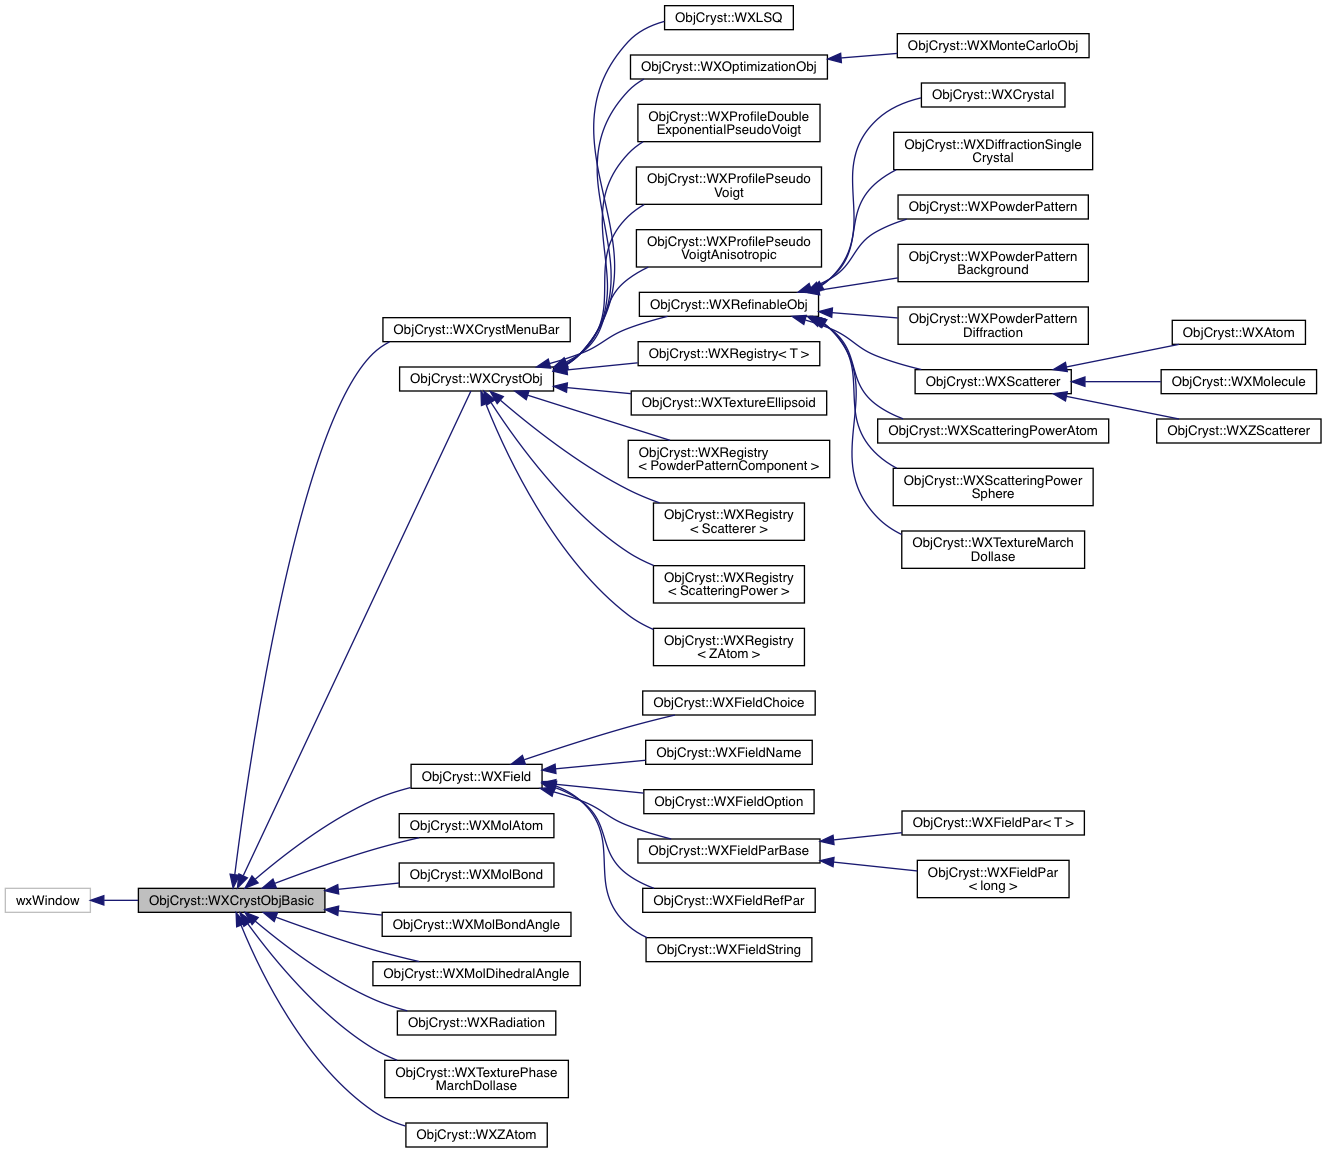 wxWindow
ObjCryst::WXCrystObjBasic
ObjCryst::WXCrystMenuBar
ObjCryst::WXCrystObj
ObjCryst::WXField
ObjCryst::WXMolAtom
ObjCryst::WXMolBond
ObjCryst::WXMolBondAngle
ObjCryst::WXMolDihedralAngle
ObjCryst::WXRadiation
ObjCryst::WXTexturePhase
MarchDollase
ObjCryst::WXZAtom
ObjCryst::WXLSQ
ObjCryst::WXOptimizationObj
ObjCryst::WXProfileDouble
ExponentialPseudoVoigt
ObjCryst::WXProfilePseudo
Voigt
ObjCryst::WXProfilePseudo
VoigtAnisotropic
ObjCryst::WXRefinableObj
ObjCryst::WXRegistry< T >
ObjCryst::WXTextureEllipsoid
ObjCryst::WXRegistry
< PowderPatternComponent >
ObjCryst::WXRegistry
< Scatterer >
ObjCryst::WXRegistry
< ScatteringPower >
ObjCryst::WXRegistry
< ZAtom >
ObjCryst::WXFieldChoice
ObjCryst::WXFieldName
ObjCryst::WXFieldOption
ObjCryst::WXFieldParBase
ObjCryst::WXFieldRefPar
ObjCryst::WXFieldString
ObjCryst::WXMonteCarloObj
ObjCryst::WXCrystal
ObjCryst::WXDiffractionSingle
Crystal
ObjCryst::WXPowderPattern
ObjCryst::WXPowderPattern
Background
ObjCryst::WXPowderPattern
Diffraction
ObjCryst::WXScatterer
ObjCryst::WXScatteringPowerAtom
ObjCryst::WXScatteringPower
Sphere
ObjCryst::WXTextureMarch
Dollase
ObjCryst::WXFieldPar< T >
ObjCryst::WXFieldPar
< long >
ObjCryst::WXAtom
ObjCryst::WXMolecule
ObjCryst::WXZScatterer